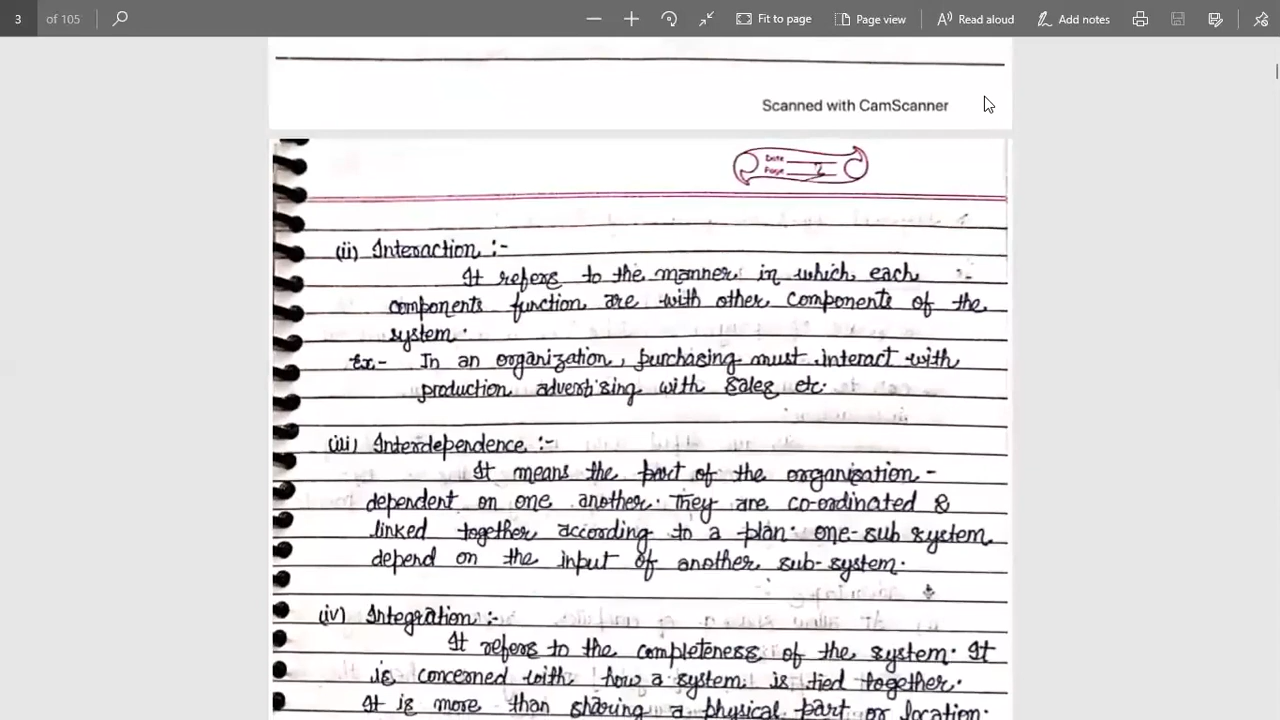 3 of 105 Fit to page Page view Read aloud Add notes
Scanned with CamScanner
Date
Page 2
(ii) Interaction :-
It refers to the manner in which each
components function are with other components of the
system.
Ex- In an organization, purchasing must interact with
production advertising with sales etc.
(iii) Interdependence :-
It means the part of the organisation -
dependent on one another. They are co-ordinated &
linked together according to a plan. one-sub system
depend on the input of another sub-system.
(iv) Integration :-
It refers to the completeness of the system. It
is concerned with how a system is tied together.
It is more than sharing a physical part or location.